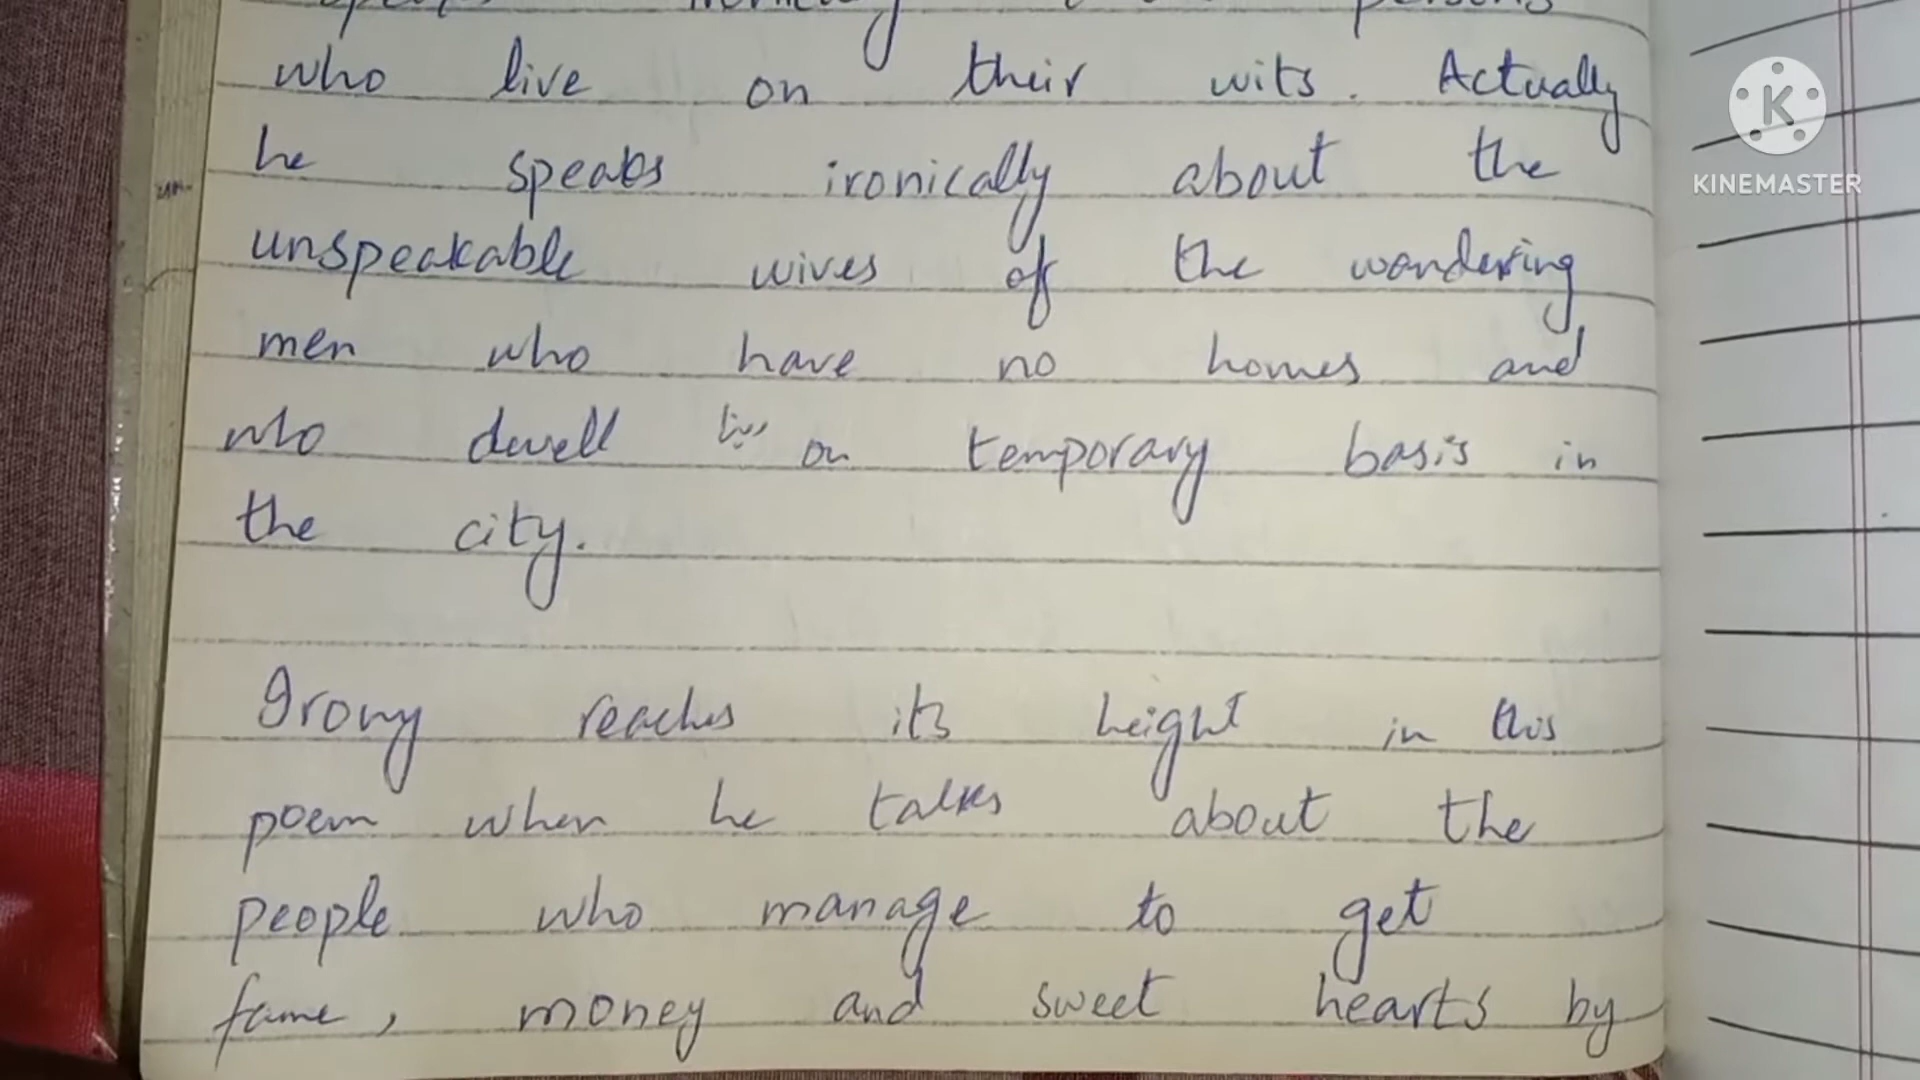 persons
who live on their wits. Actually
he speaks ironically about the
unspeakable wives of the wandering
men who have no homes and
who dwell on temporary basis in
the city.
Irony reaches its height in this
poem when he talks about the
people who manage to get
fame, money and sweet hearts by
K
KINEMASTER